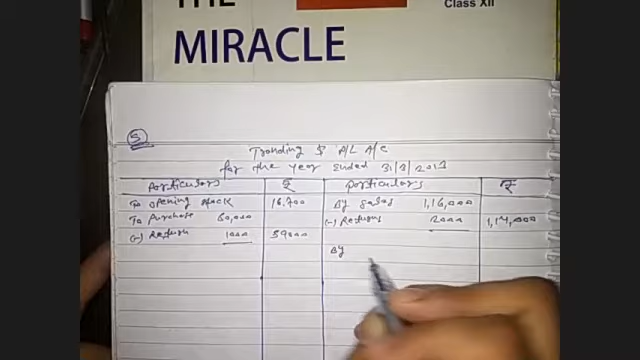 THE
Class XII
MIRACLE
5
Trading & P/L A/c
for the Year ended 31/3/2013
Particulars ₹ Particulars ₹
To opening stock 16,700 By sales 1,16,000
To Purchase 60,000 (-) Returns 2000 1,14,000
(-) Return 1000 59000
By